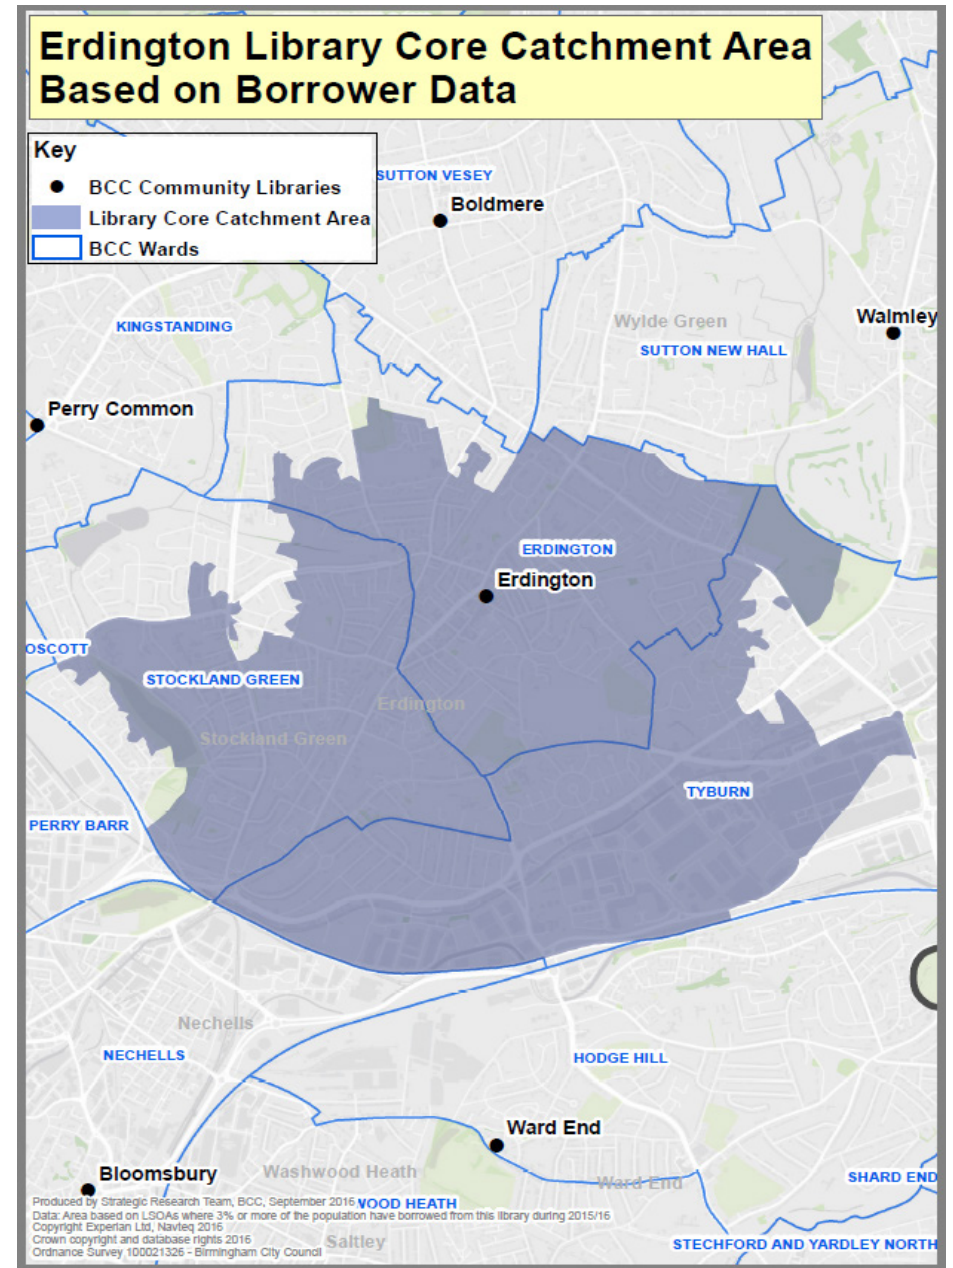 Erdington Library Core Catchment Area
Based on Borrower Data
Key
BCC Community Libraries
Library Core Catchment Area
BCC Wards
SUTTON VESEY
Boldmere
KINGSTANDING
Wylde Green
Walmley
SUTTON NEW HALL
Perry Common
ERDINGTON
Erdington
OSCOTT
STOCKLAND GREEN
Erdington
Stockland Green
TYBURN
PERRY BARR
Nechells
NECHELLS
HODGE HILL
Ward End
Bloomsbury
Washwood Heath
Ward End
SHARD END
WOOD HEATH
Produced by Strategic Research Team, BCC, September 2016
Data: Area based on LSOAs where 3% or more of the population have borrowed from this library during 2015/16
Copyright Experian Ltd, Navteq 2016
Crown copyright and database rights 2016
Ordnance Survey 100021326 - Birmingham City Council
Saltley
STECHFORD AND YARDLEY NORTH